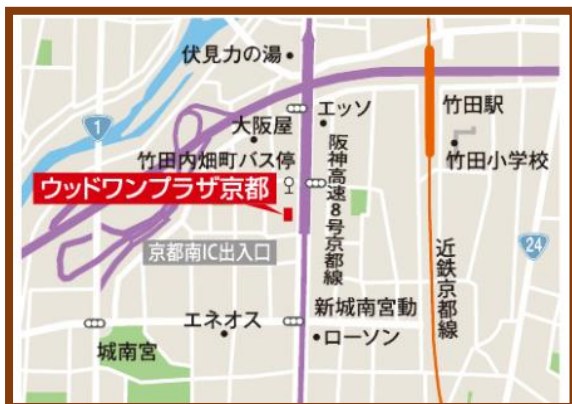 伏見力の湯
エッソ
竹田駅
1
大阪屋
竹田内畑町バス停
竹田小学校
ウッドワンプラザ京都
阪神高速8号京都線
京都南IC出入口
近鉄京都線
24
エネオス
新城南宮動
ローソン
城南宮